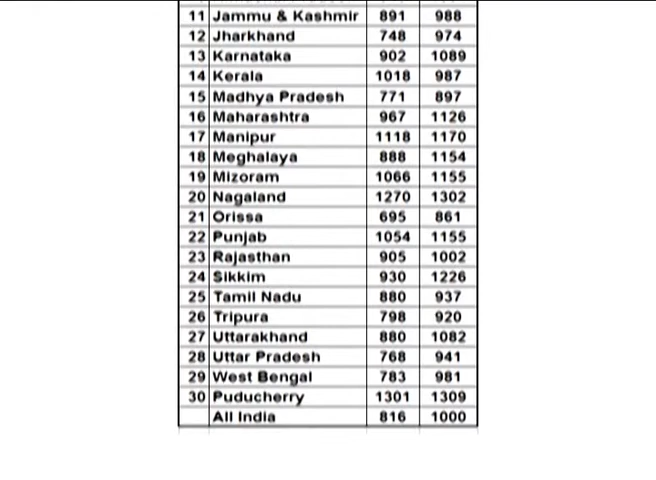 11 Jammu & Kashmir 891 988
12 Jharkhand 748 974
13 Karnataka 902 1089
14 Kerala 1018 987
15 Madhya Pradesh 771 897
16 Maharashtra 967 1126
17 Manipur 1118 1170
18 Meghalaya 888 1154
19 Mizoram 1066 1155
20 Nagaland 1270 1302
21 Orissa 695 861
22 Punjab 1054 1155
23 Rajasthan 905 1002
24 Sikkim 930 1226
25 Tamil Nadu 880 937
26 Tripura 798 920
27 Uttarakhand 880 1082
28 Uttar Pradesh 768 941
29 West Bengal 783 981
30 Puducherry 1301 1309
All India 816 1000